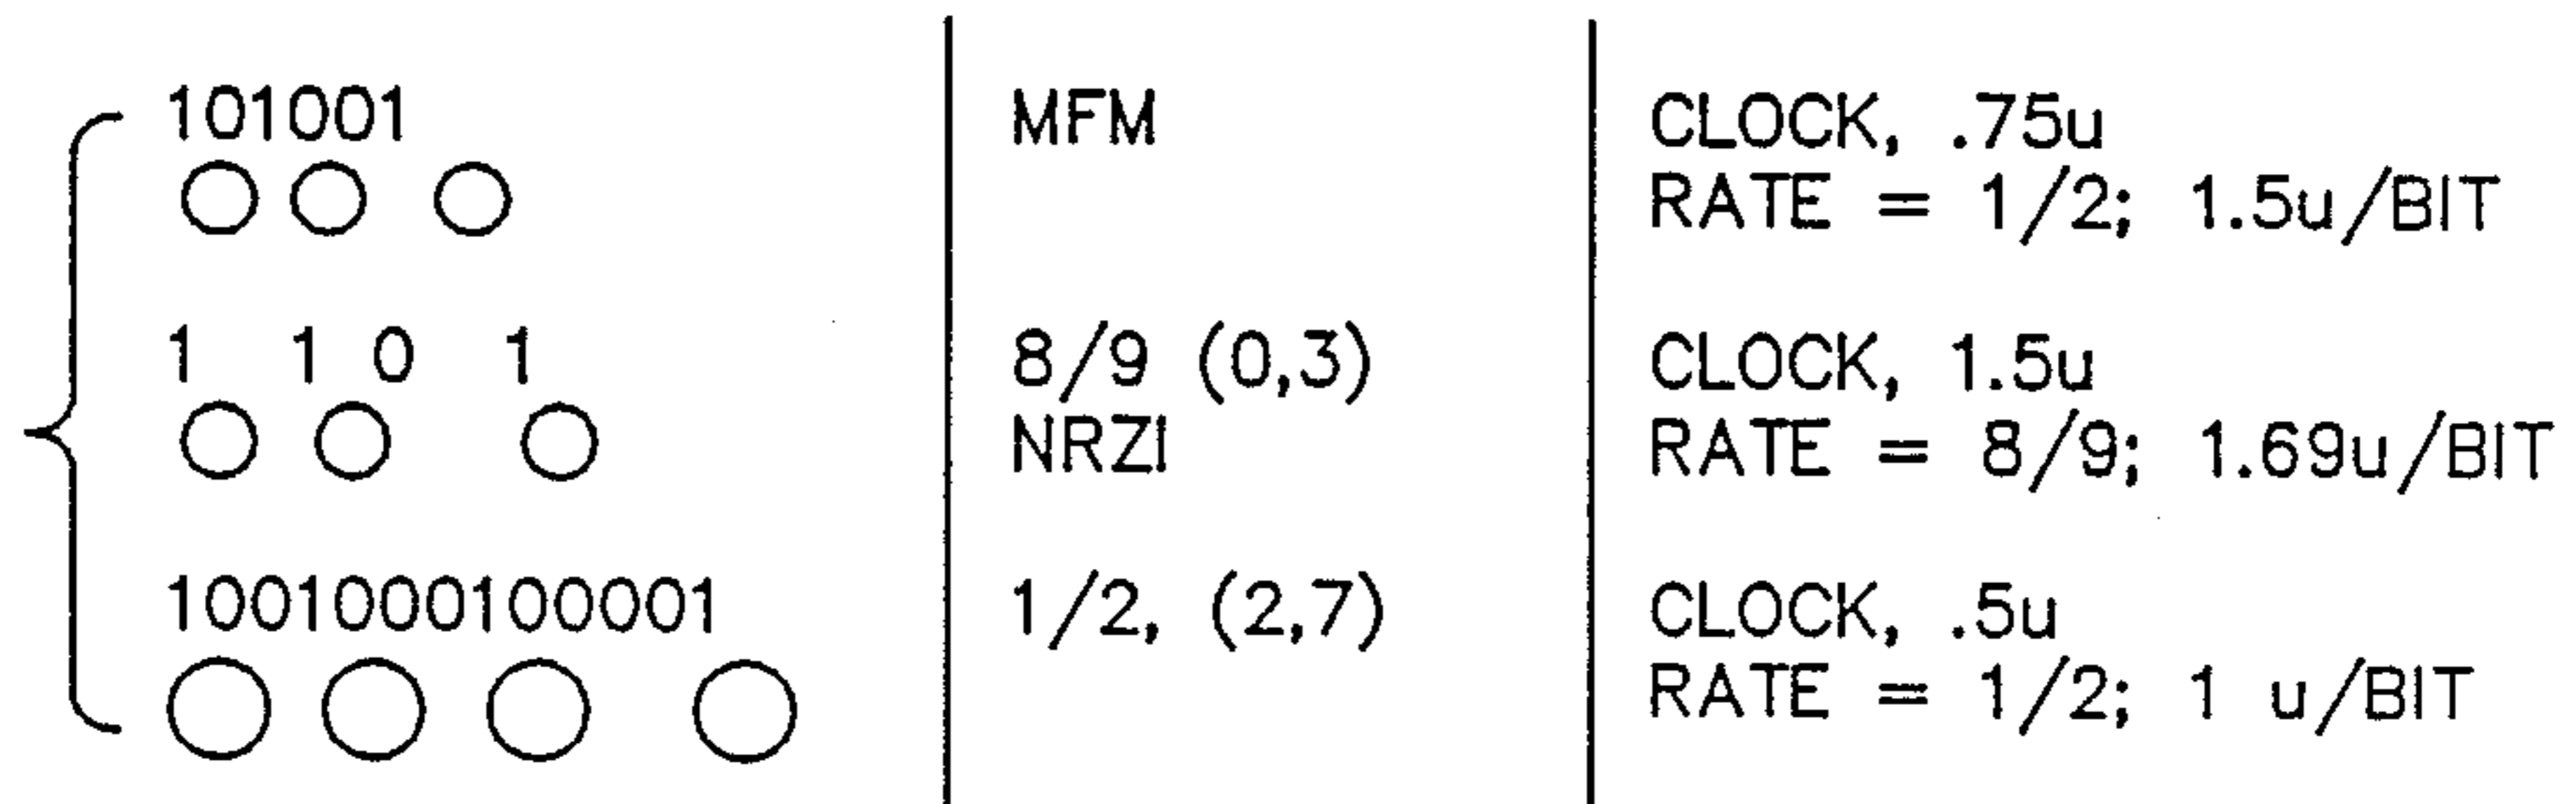 101001
MFM
CLOCK, .75u
RATE = 1/2; 1.5u/BIT
1 1 0 1
8/9 (0,3)
NRZI
CLOCK, 1.5u
RATE = 8/9; 1.69u/BIT
1001000100001
1/2, (2,7)
CLOCK, .5u
RATE = 1/2; 1 u/BIT